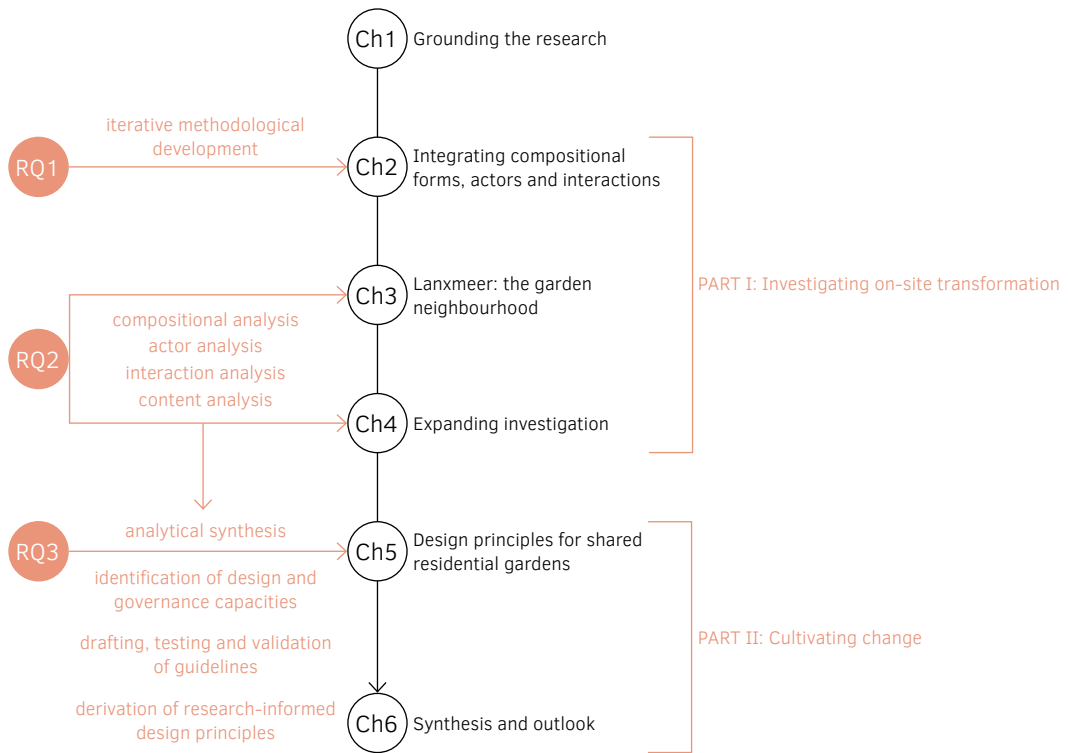 Ch1
Grounding the research
iterative methodological
development
RQ1
Ch2
Integrating compositional
forms, actors and interactions
Ch3
Lanxmeer: the garden
neighbourhood
PART I: Investigating on-site transformation
RQ2
compositional analysis
actor analysis
interaction analysis
content analysis
Ch4
Expanding investigation
RQ3
analytical synthesis
Ch5
Design principles for shared
residential gardens
identification of design and
governance capacities
drafting, testing and validation
of guidelines
PART II: Cultivating change
derivation of research-informed
design principles
Ch6
Synthesis and outlook